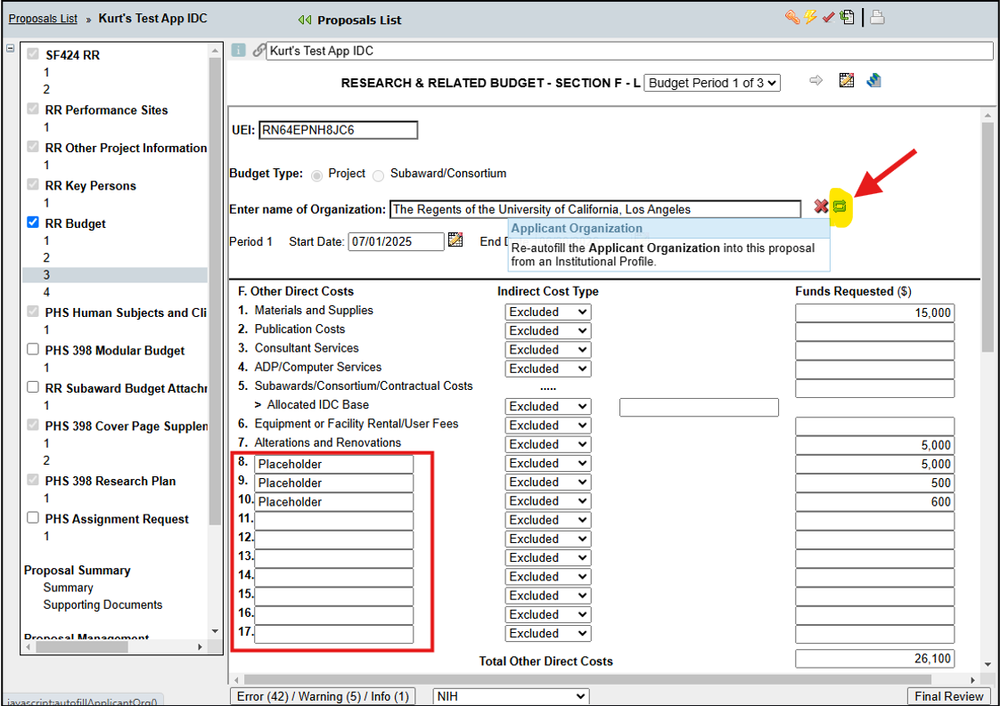 Proposals List » Kurt's Test App IDC
Proposals List
SF424 RR
1
2
RR Performance Sites
1
RR Other Project Information
1
RR Key Persons
1
RR Budget
1
2
3
4
PHS Human Subjects and Cli
1
PHS 398 Modular Budget
1
RR Subaward Budget Attachr
1
PHS 398 Cover Page Supplen
1
2
PHS 398 Research Plan
1
PHS Assignment Request
1
Proposal Summary
Summary
Supporting Documents
Proposal Management
javascript:autofillApplicantOrg()
Kurt's Test App IDC
RESEARCH & RELATED BUDGET - SECTION F - L Budget Period 1 of 3
UEI: RN64EPNH8JC6
Budget Type: Project Subaward/Consortium
Enter name of Organization: The Regents of the University of California, Los Angeles
Applicant Organization
Re-autofill the Applicant Organization into this proposal
from an Institutional Profile.
Period 1 Start Date: 07/01/2025 End D
F. Other Direct Costs Indirect Cost Type Funds Requested ($)
1. Materials and Supplies Excluded 15,000
2. Publication Costs Excluded
3. Consultant Services Excluded
4. ADP/Computer Services Excluded
5. Subawards/Consortium/Contractual Costs .....
> Allocated IDC Base Excluded
6. Equipment or Facility Rental/User Fees Excluded
7. Alterations and Renovations Excluded 5,000
8. Placeholder Excluded 5,000
9. Placeholder Excluded 500
10. Placeholder Excluded 600
11. Excluded
12. Excluded
13. Excluded
14. Excluded
15. Excluded
16. Excluded
17. Excluded
Total Other Direct Costs 26,100
Error (42) / Warning (5) / Info (1) NIH Final Review